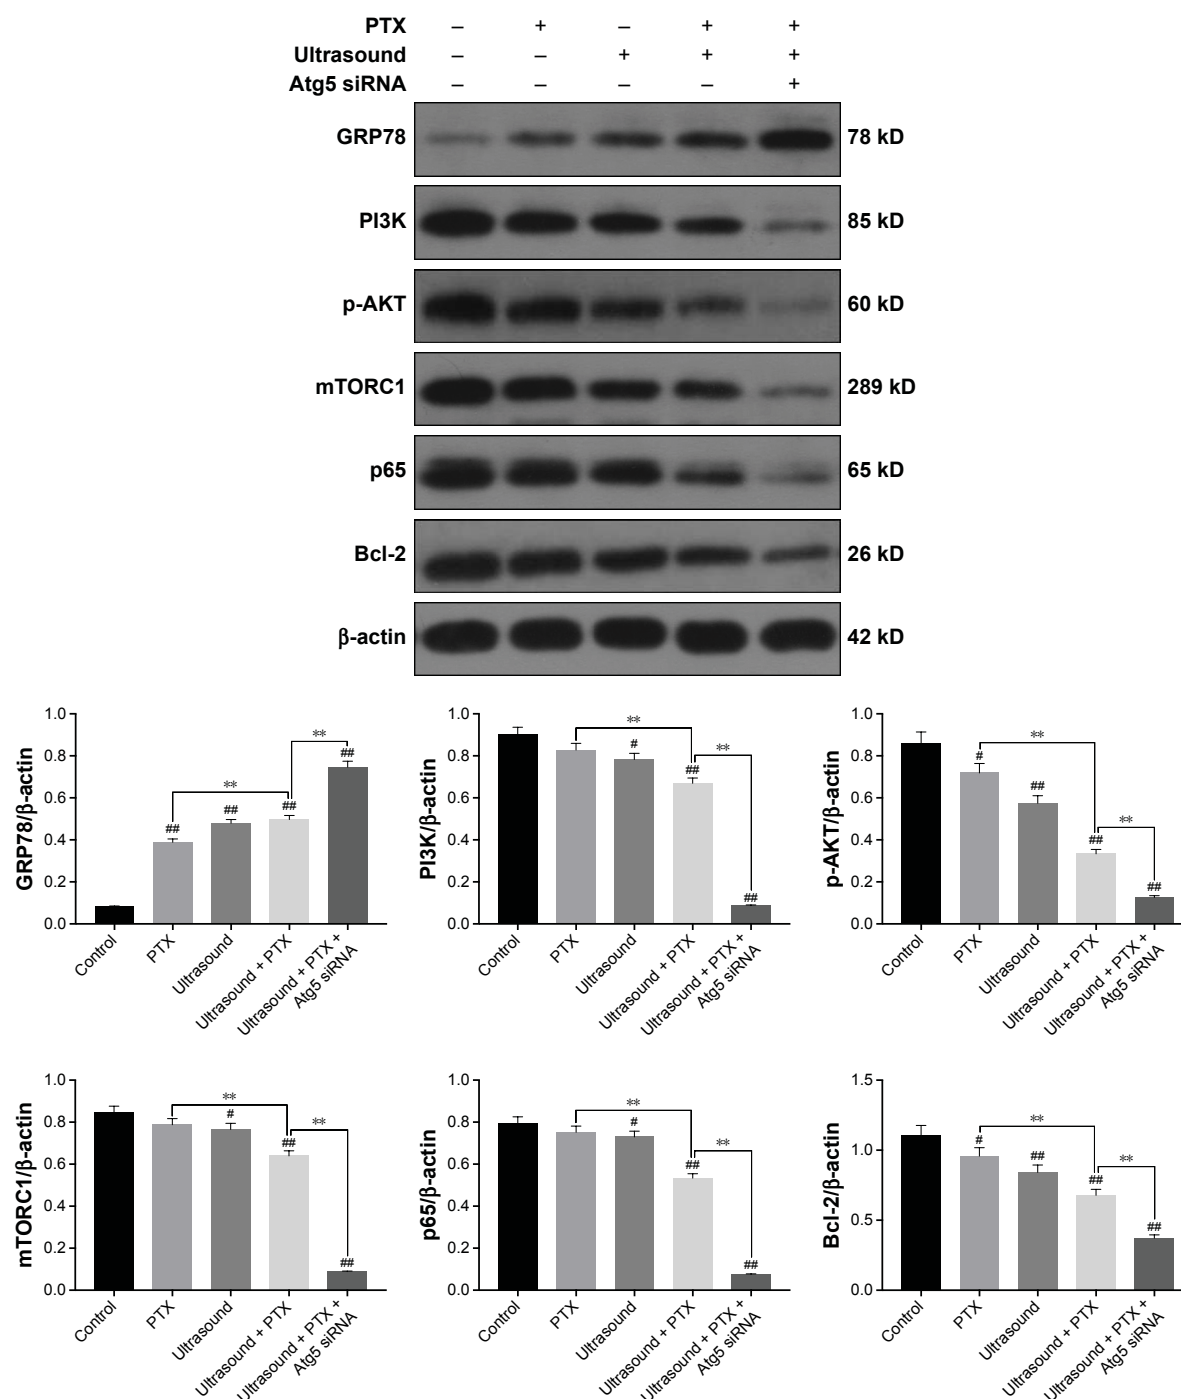 PTX – + – + +
Ultrasound – – + + +
Atg5 siRNA – – – – +
GRP78 78 kD
PI3K 85 kD
p-AKT 60 kD
mTORC1 289 kD
p65 65 kD
Bcl-2 26 kD
β-actin 42 kD
GRP78/β-actin
1.0
0.8
0.6
0.4
0.2
0.0
##
##
##
##
**
**
Control
PTX
Ultrasound
Ultrasound + PTX
Ultrasound + PTX +
Atg5 siRNA
PI3K/β-actin
1.0
0.8
0.6
0.4
0.2
0.0
#
##
##
**
**
Control
PTX
Ultrasound
Ultrasound + PTX
Ultrasound + PTX +
Atg5 siRNA
p-AKT/β-actin
1.0
0.8
0.6
0.4
0.2
0.0
#
##
##
##
**
**
Control
PTX
Ultrasound
Ultrasound + PTX
Ultrasound + PTX +
Atg5 siRNA
mTORC1/β-actin
1.0
0.8
0.6
0.4
0.2
0.0
#
##
##
**
**
Control
PTX
Ultrasound
Ultrasound + PTX
Ultrasound + PTX +
Atg5 siRNA
p65/β-actin
1.0
0.8
0.6
0.4
0.2
0.0
#
##
##
**
**
Control
PTX
Ultrasound
Ultrasound + PTX
Ultrasound + PTX +
Atg5 siRNA
Bcl-2/β-actin
1.5
1.0
0.5
0.0
#
##
##
##
**
**
Control
PTX
Ultrasound
Ultrasound + PTX
Ultrasound + PTX +
Atg5 siRNA